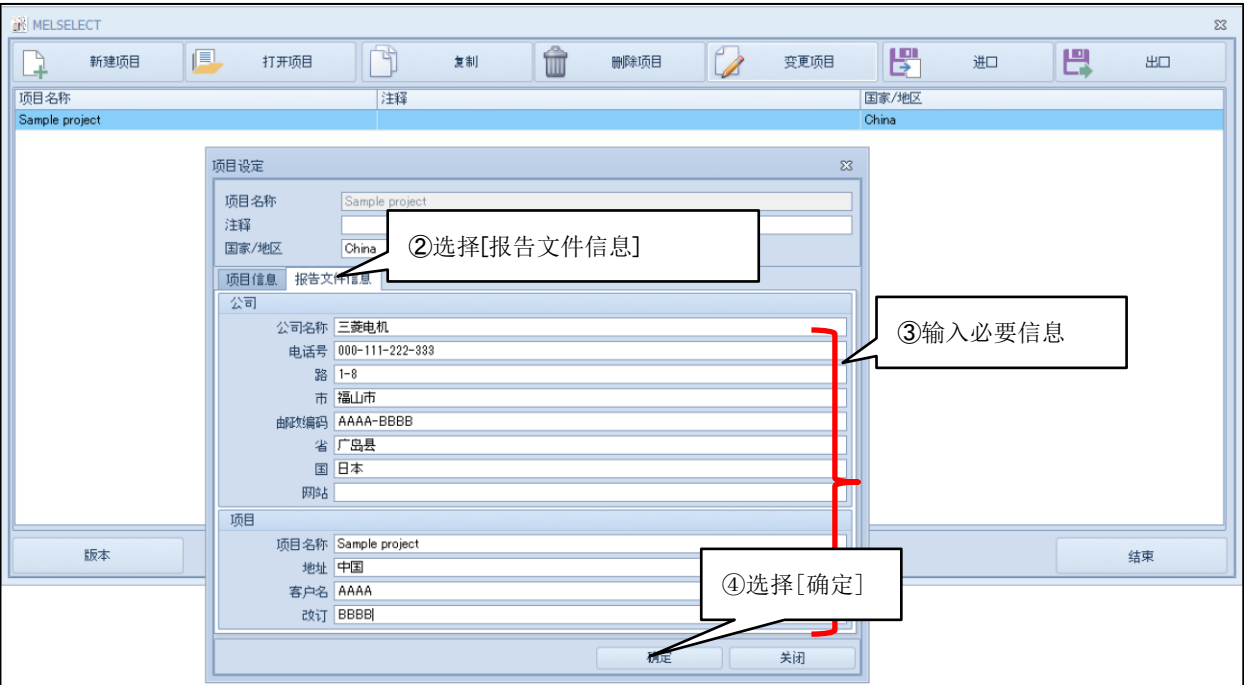 MELSELECT
新建项目 打开项目 复制 删除项目 变更项目 进口 出口
项目名称 注释 国家/地区
Sample project China
项目设定
项目名称 Sample project
注释
国家/地区 China
②选择[报告文件信息]
项目信息 报告文件信息
公司
公司名称 三菱电机
③输入必要信息
电话号 000-111-222-333
路 1-8
市 福山市
邮政编码 AAAA-BBBB
省 广岛县
国 日本
网站
项目
项目名称 Sample project
地址 中国
客户名 AAAA
改订 BBBB
④选择[确定]
版本 结束
确定 关闭